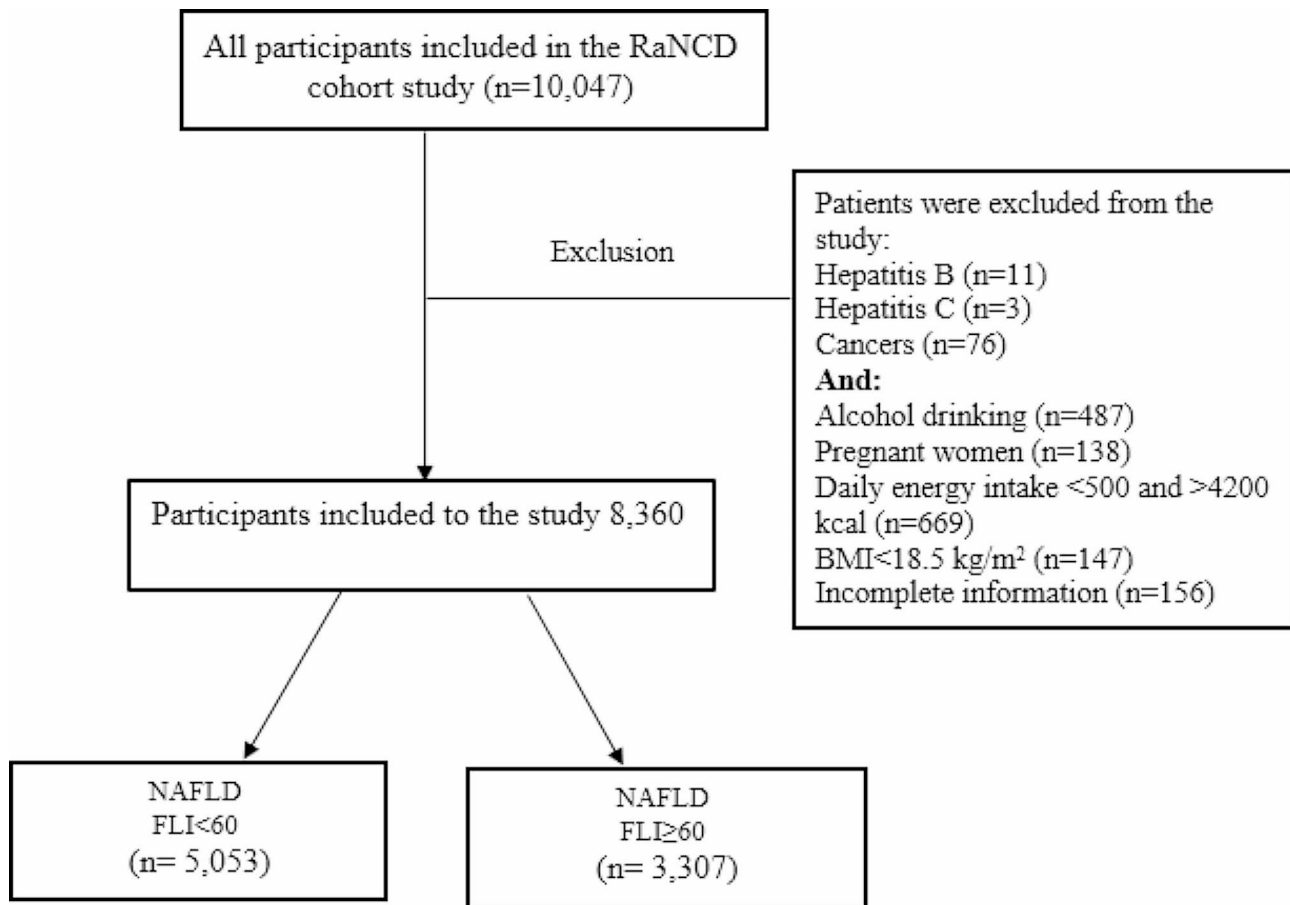 All participants included in the RaNCD
cohort study (n=10,047)
Exclusion
Patients were excluded from the
study:
Hepatitis B (n=11)
Hepatitis C (n=3)
Cancers (n=76)
And:
Alcohol drinking (n=487)
Pregnant women (n=138)
Daily energy intake <500 and >4200
kcal (n=669)
BMI<18.5 kg/m² (n=147)
Incomplete information (n=156)
Participants included to the study 8,360
NAFLD
FLI<60
(n= 5,053)
NAFLD
FLI≥60
(n= 3,307)